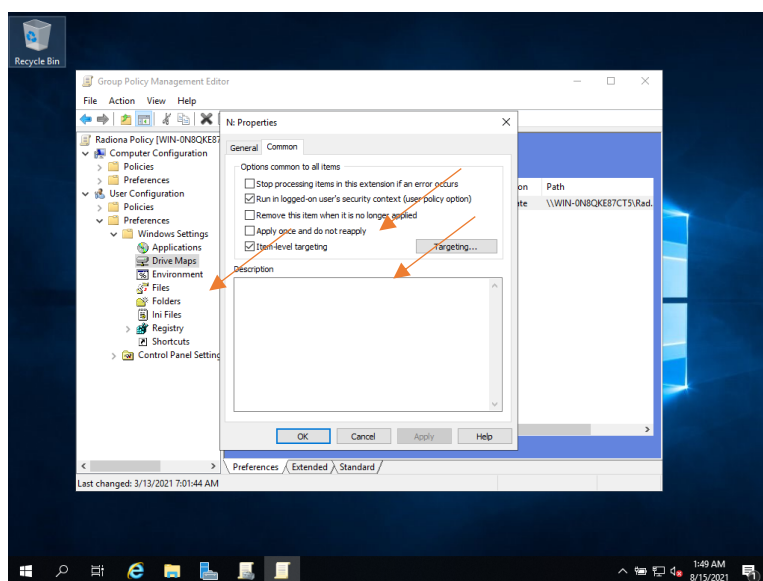 Recycle Bin
Group Policy Management Editor
File Action View Help
Radiona Policy [WIN-0N8QKE87
Computer Configuration
Policies
Preferences
User Configuration
Policies
Preferences
Windows Settings
Applications
Drive Maps
Environment
Files
Folders
Ini Files
Registry
Shortcuts
Control Panel Setting
N: Properties
General Common
Options common to all items
Stop processing items in this extension if an error occurs
Run in logged-on user's security context (user policy option)
Remove this item when it is no longer applied
Apply once and do not reapply
Item-level targeting Targeting...
Description
OK Cancel Apply Help
on Path
ate \\WIN-0N8QKE87CT5\Rad.
Preferences Extended Standard
Last changed: 3/13/2021 7:01:44 AM
1:49 AM
8/15/2021